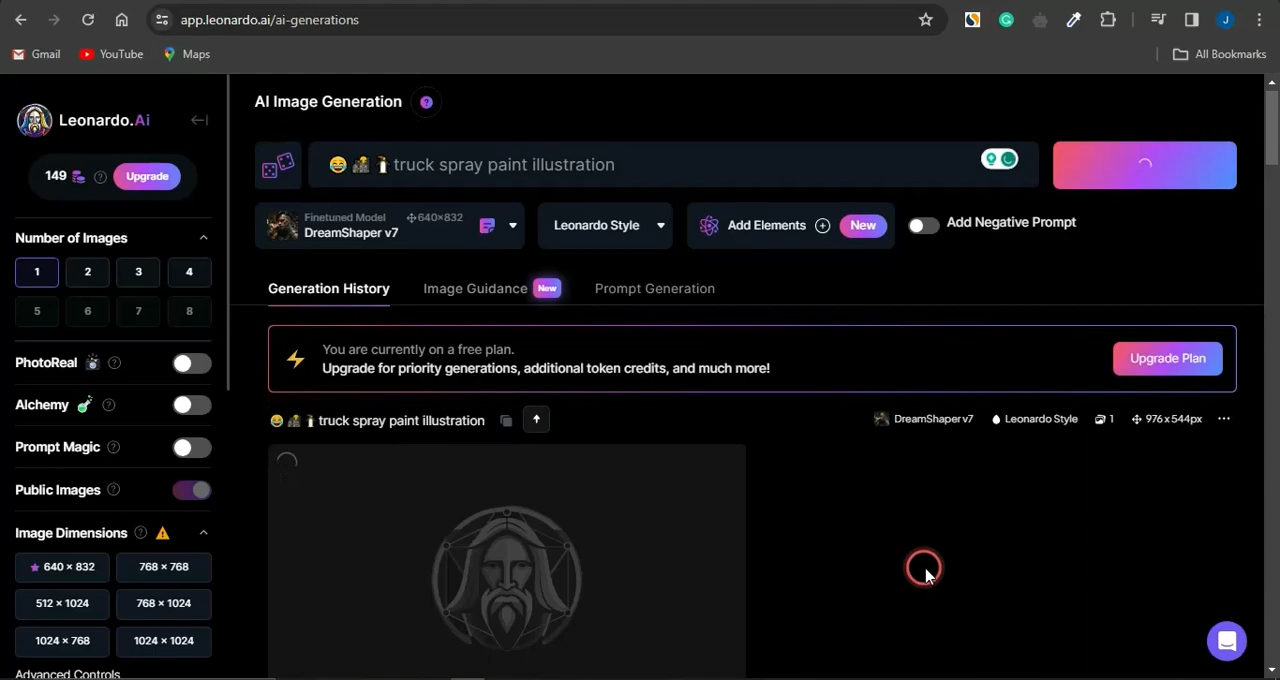 app.leonardo.ai/ai-generations
Gmail YouTube Maps All Bookmarks
Leonardo.Ai
149 Upgrade
Number of Images
1 2 3 4
5 6 7 8
PhotoReal
Alchemy
Prompt Magic
Public Images
Image Dimensions
640 × 832 768 × 768
512 × 1024 768 × 1024
1024 × 768 1024 × 1024
Advanced Controls
AI Image Generation
truck spray paint illustration
Finetuned Model 640×832
DreamShaper v7
Leonardo Style
Add Elements New
Add Negative Prompt
Generation History Image Guidance New Prompt Generation
You are currently on a free plan.
Upgrade for priority generations, additional token credits, and much more!
Upgrade Plan
truck spray paint illustration
DreamShaper v7 Leonardo Style 1 976 x 544px
J